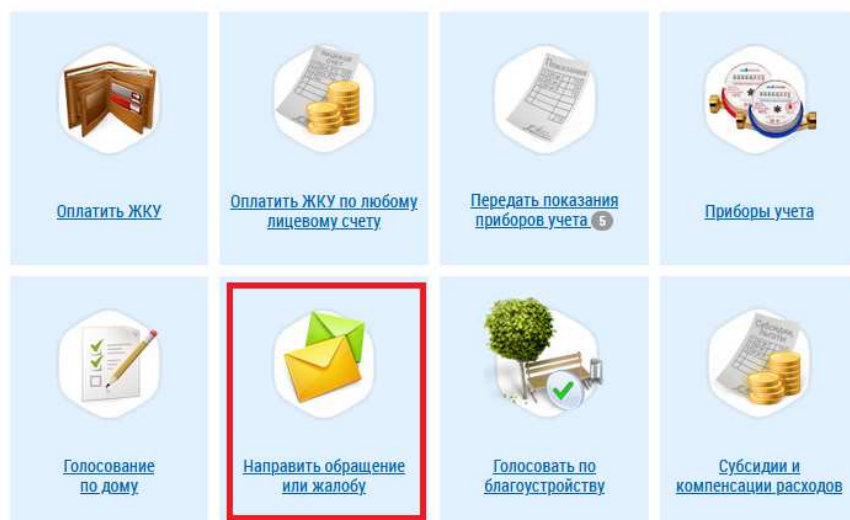 Оплатить ЖКУ
Оплатить ЖКУ по любому
лицевому счету
Передать показания
приборов учета 5
Приборы учета
Голосование
по дому
Направить обращение
или жалобу
Голосовать по
благоустройству
Субсидии и
компенсации расходов